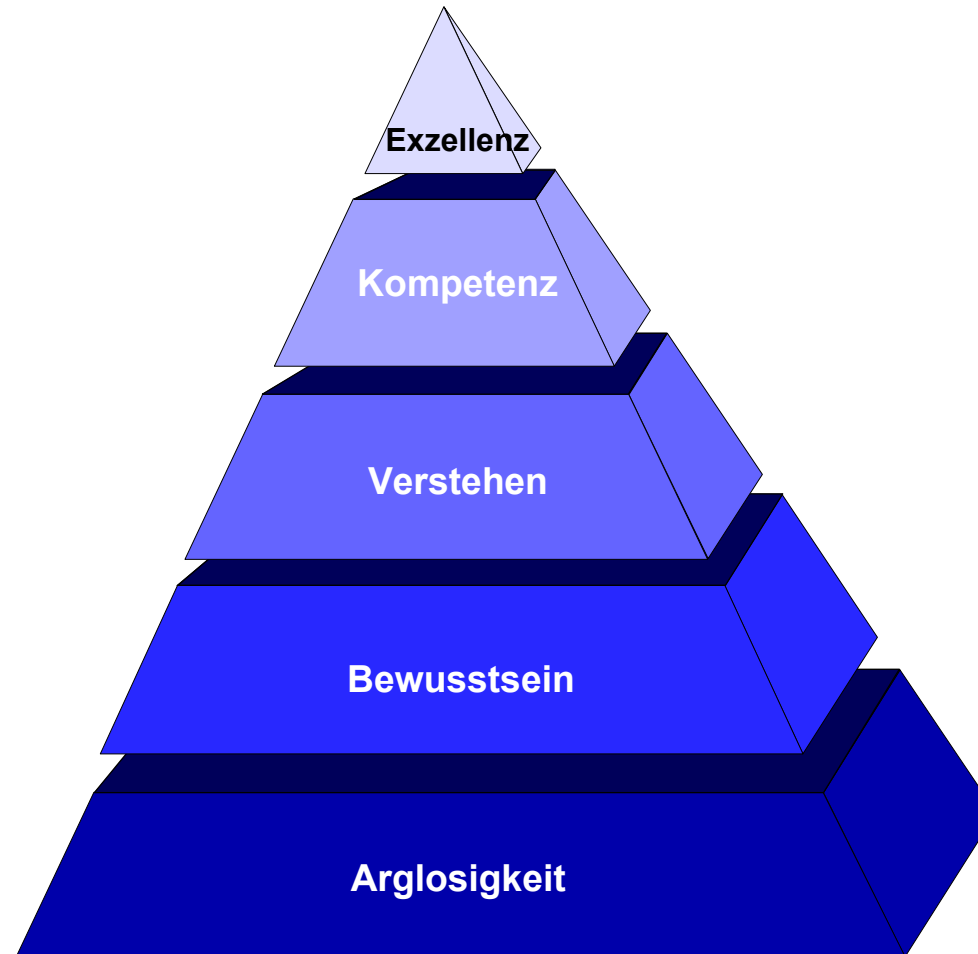 Exzellenz
Kompetenz
Verstehen
Bewusstsein
Arglosigkeit